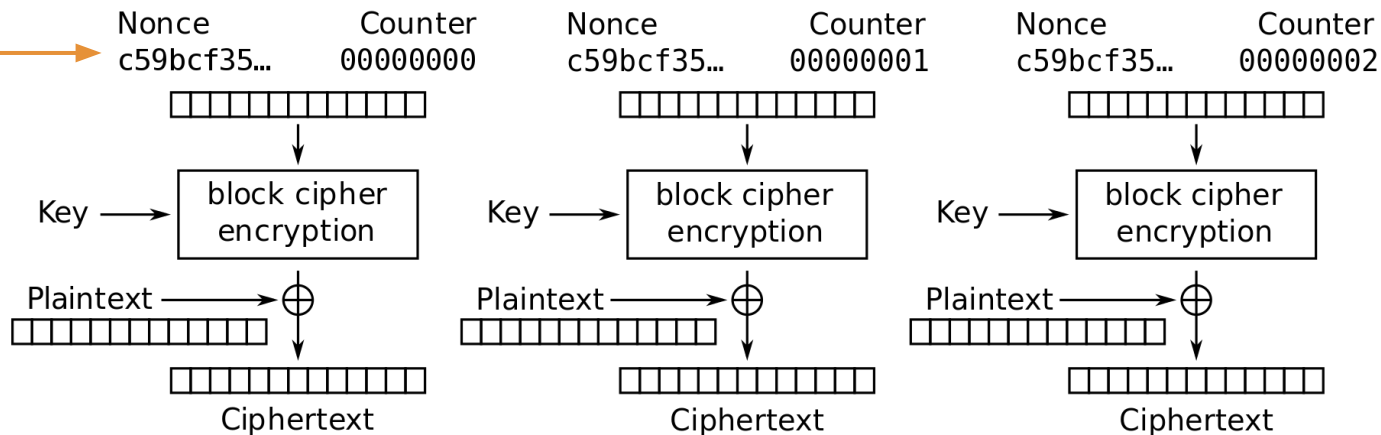 Nonce Counter Nonce Counter Nonce Counter
c59bcf35… 00000000 c59bcf35… 00000001 c59bcf35… 00000002
block cipher block cipher block cipher
Key encryption Key encryption Key encryption
Plaintext Plaintext Plaintext
Ciphertext Ciphertext Ciphertext